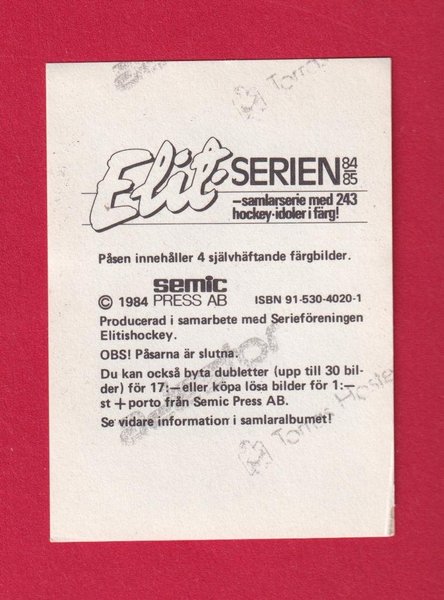 Elit-SERIEN 84 85
–samlarserie med 243
hockey-idoler i färg!
Påsen innehåller 4 självhäftande färgbilder.
semic
© 1984 PRESS AB ISBN 91-530-4020-1
Producerad i samarbete med Serieföreningen
Elitishockey.
OBS! Påsarna är slutna.
Du kan också byta dubletter (upp till 30 bil-
der) för 17:– eller köpa lösa bilder för 1:–
st + porto från Semic Press AB.
Se vidare information i samlaralbumet!